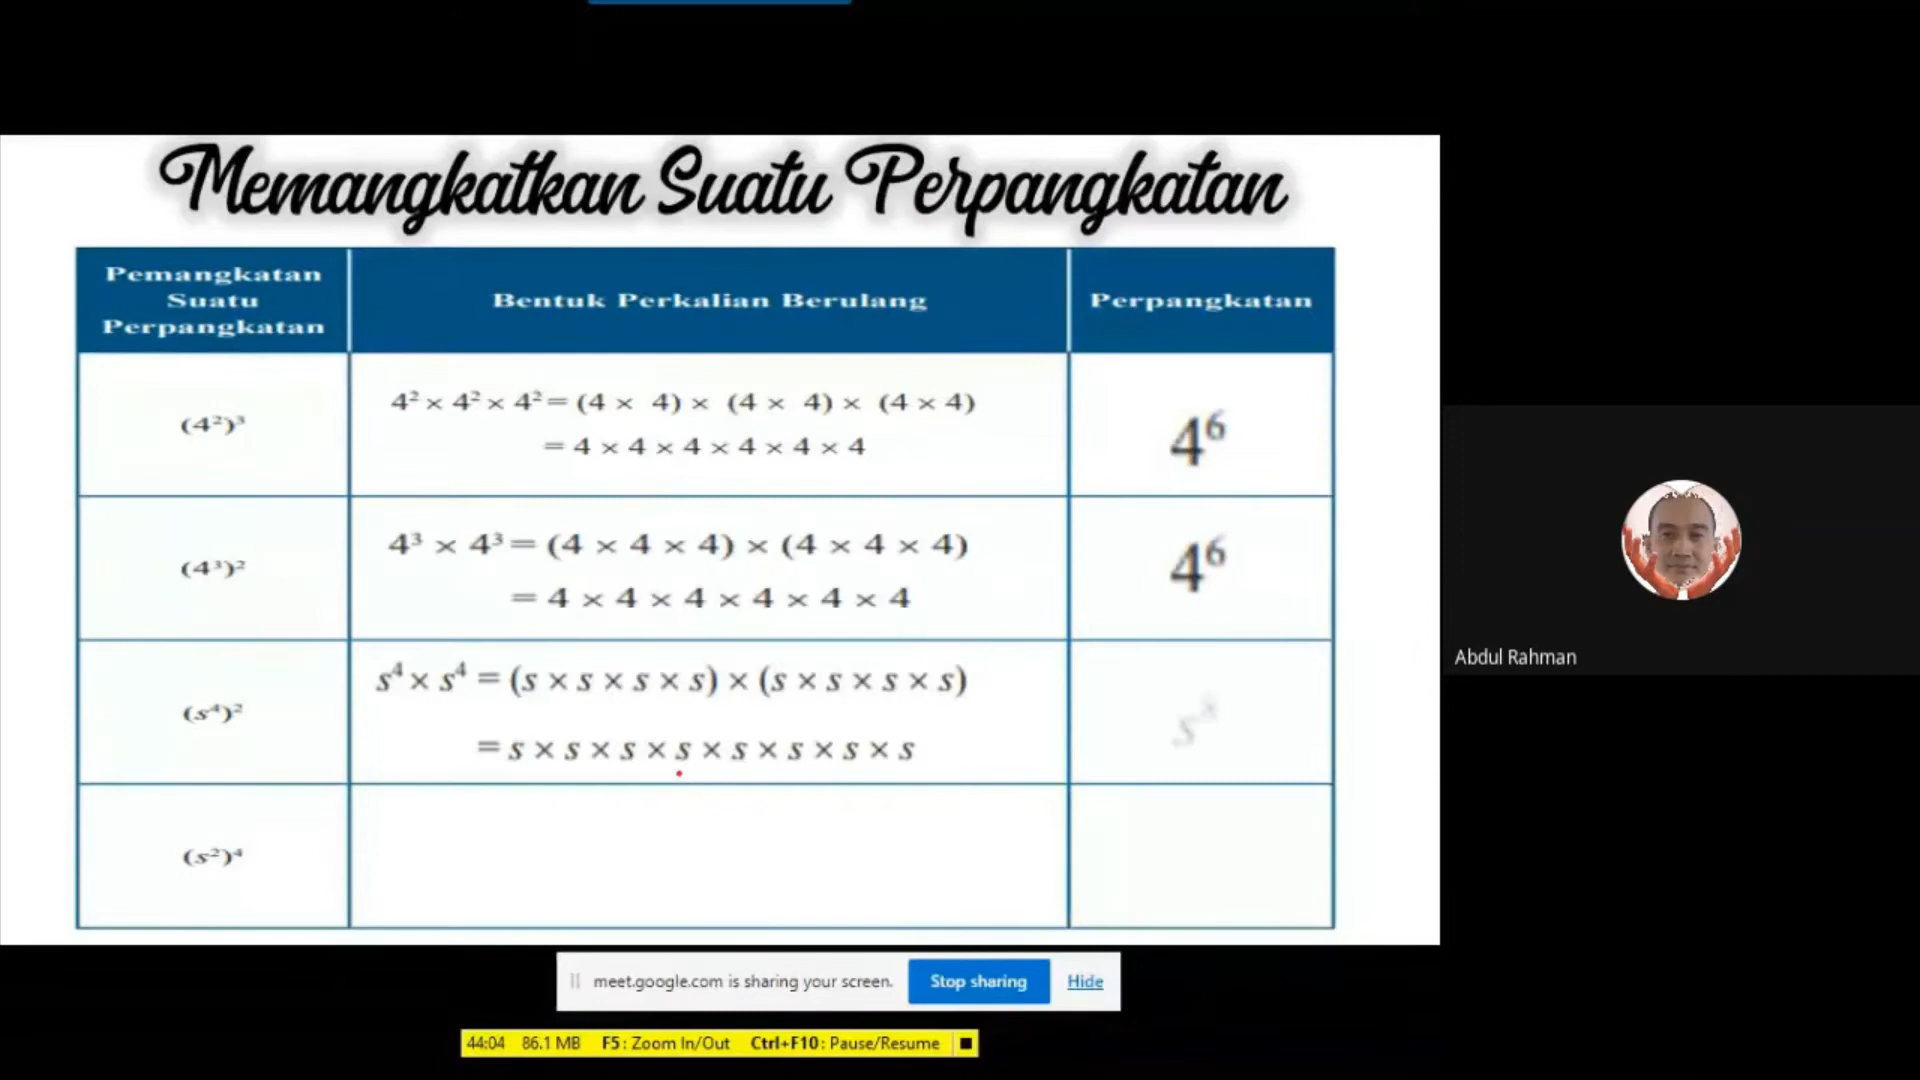 Memangkatkan Suatu Perpangkatan
Pemangkatan
Suatu
Perpangkatan
Bentuk Perkalian Berulang
Perpangkatan
(4²)³
4² × 4² × 4² = (4 × 4) × (4 × 4) × (4 × 4)
= 4 × 4 × 4 × 4 × 4 × 4
4⁶
(4³)²
4³ × 4³ = (4 × 4 × 4) × (4 × 4 × 4)
= 4 × 4 × 4 × 4 × 4 × 4
4⁶
(s⁴)²
s⁴ × s⁴ = (s × s × s × s) × (s × s × s × s)
= s × s × s × s × s × s × s × s
s⁸
(s²)⁴
Abdul Rahman
meet.google.com is sharing your screen.
Stop sharing
Hide
44:04 86.1 MB F5: Zoom In/Out Ctrl+F10: Pause/Resume